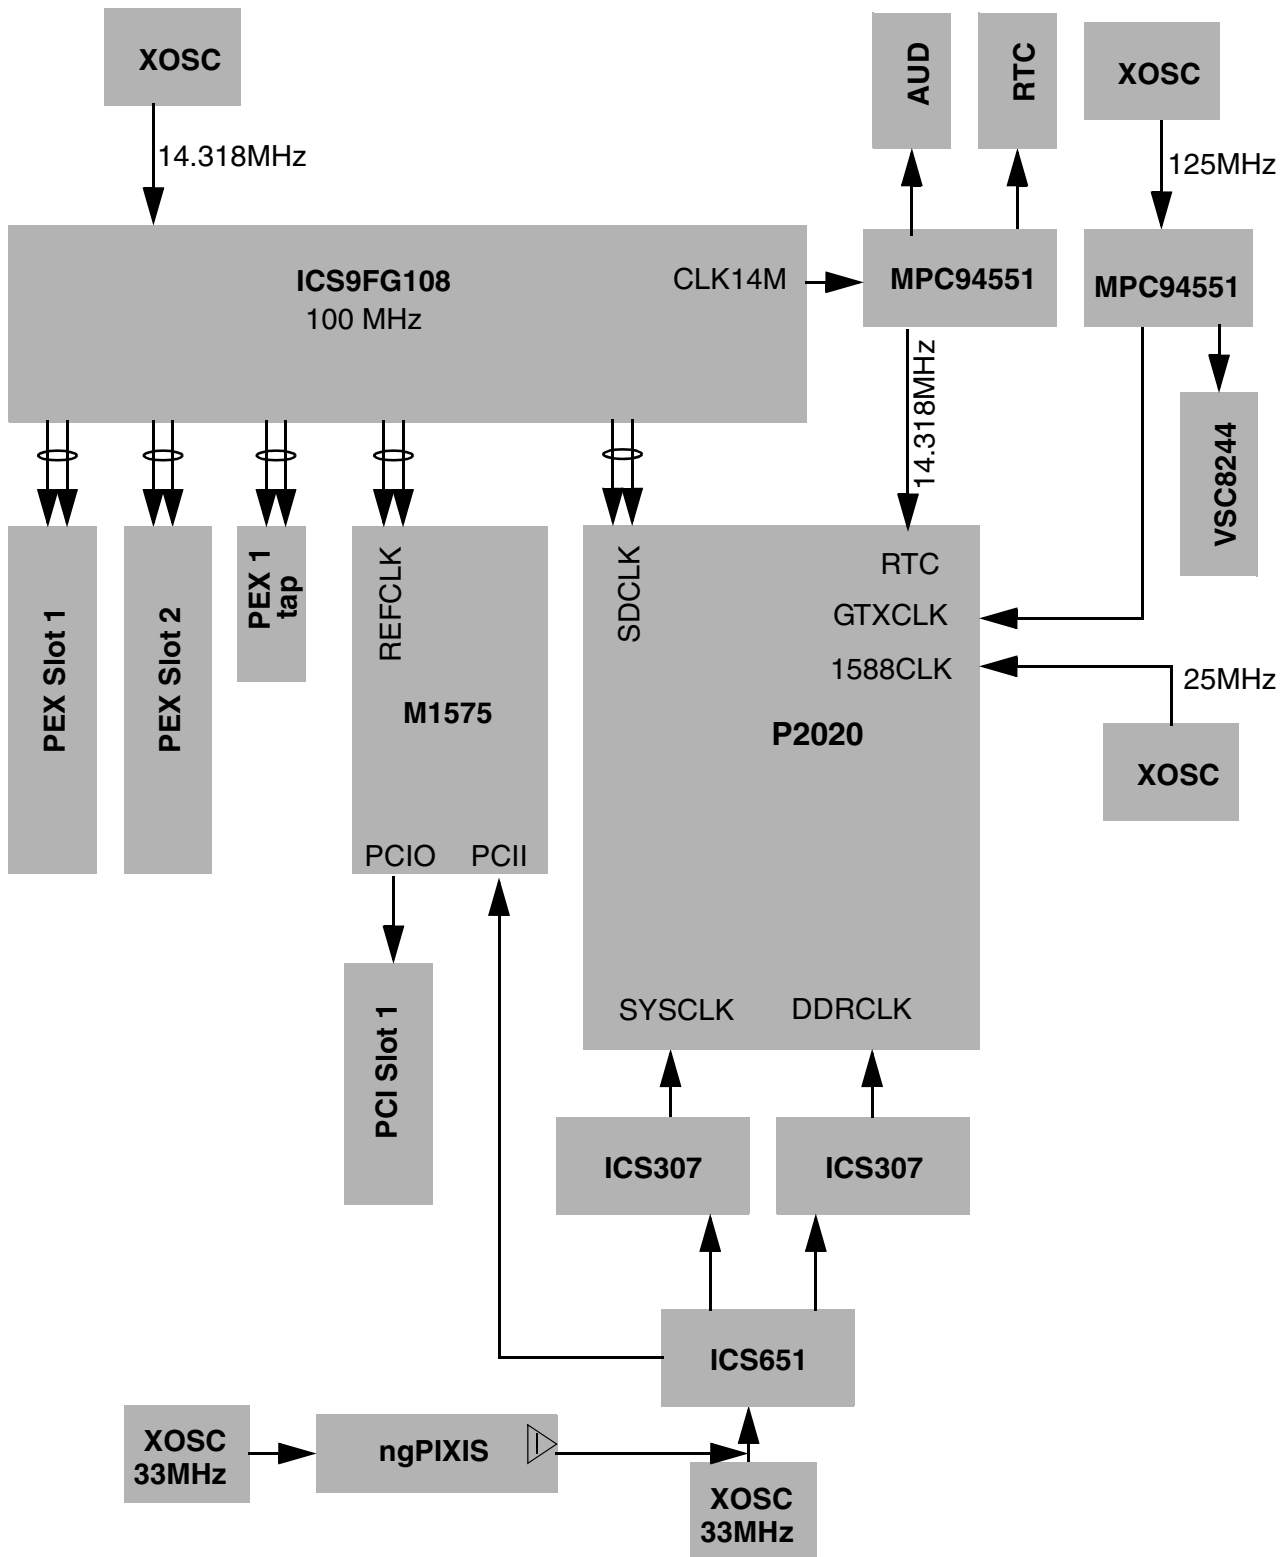 XOSC
14.318MHz
AUD
RTC
XOSC
125MHz
ICS9FG108
100 MHz
CLK14M
MPC94551
MPC94551
14.318MHz
VSC8244
PEX Slot 1
PEX Slot 2
PEX 1
tap
REFCLK
M1575
PCIO
PCII
SDCLK
RTC
GTXCLK
1588CLK
P2020
25MHz
XOSC
SYSCLK
DDRCLK
PCI Slot 1
ICS307
ICS307
ICS651
XOSC
33MHz
ngPIXIS
XOSC
33MHz